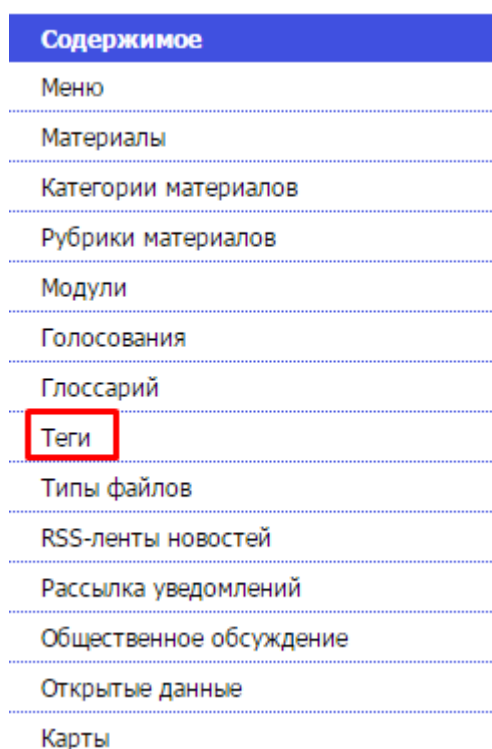 Содержимое
Меню
Материалы
Категории материалов
Рубрики материалов
Модули
Голосования
Глоссарий
Теги
Типы файлов
RSS-ленты новостей
Рассылка уведомлений
Общественное обсуждение
Открытые данные
Карты